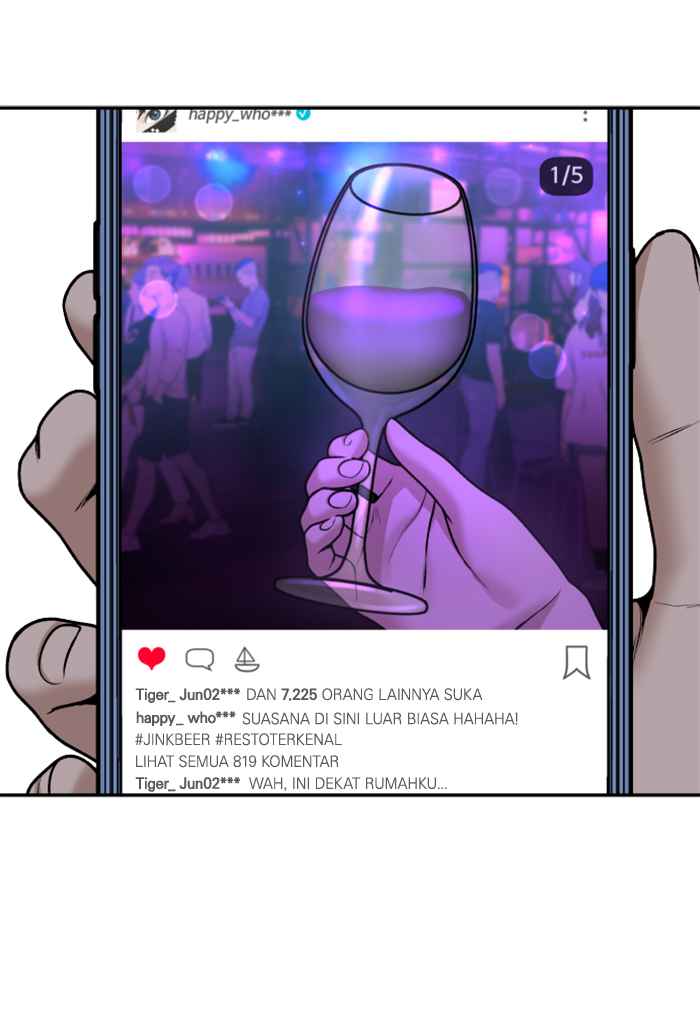 happy_who***
1/5
Tiger_ Jun02*** DAN 7,225 ORANG LAINNYA SUKA
happy_ who*** SUASANA DI SINI LUAR BIASA HAHAHA!
#JINKBEER #RESTOTERKENAL
LIHAT SEMUA 819 KOMENTAR
Tiger_ Jun02*** WAH, INI DEKAT RUMAHKU...